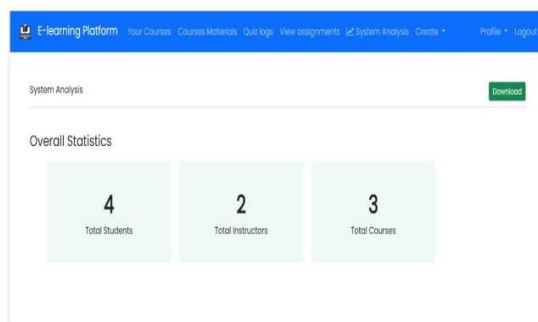 E-learning Platform Your Courses Courses Materials Quiz logs View assignments System Analysis Create Profile Logout
System Analysis Download
Overall Statistics
4 2 3
Total Students Total Instructors Total Courses